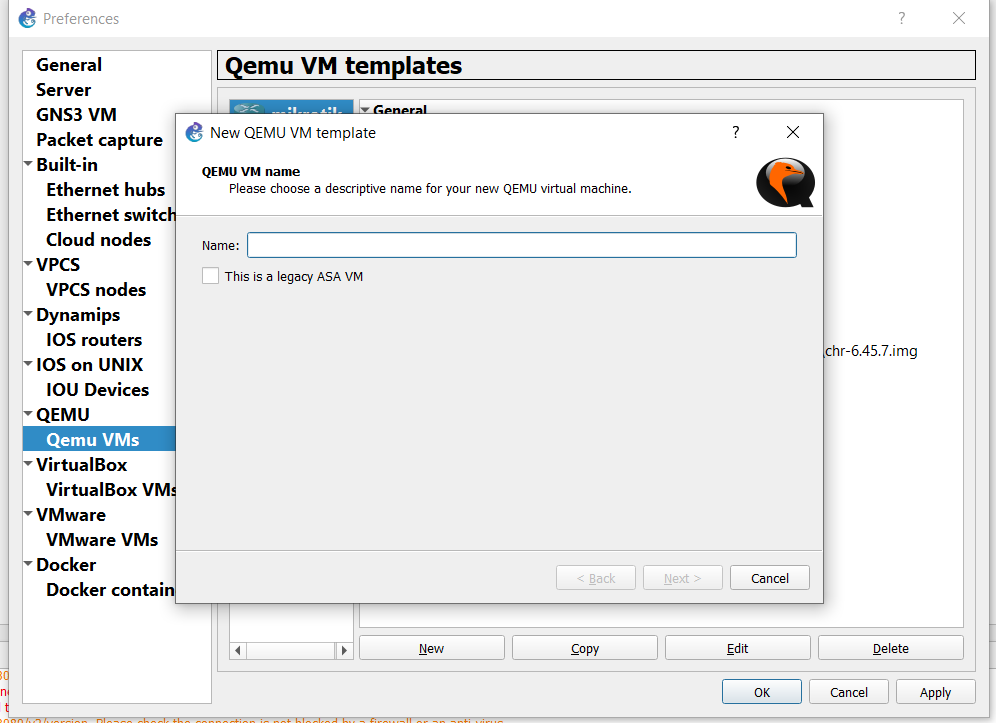 Preferences
General
Server
GNS3 VM
Packet capture
Built-in
Ethernet hubs
Ethernet switch
Cloud nodes
VPCS
VPCS nodes
Dynamips
IOS routers
IOS on UNIX
IOU Devices
QEMU
Qemu VMs
VirtualBox
VirtualBox VMs
VMware
VMware VMs
Docker
Docker contain
Qemu VM templates
mikrotik
General
New QEMU VM template
?
QEMU VM name
Please choose a descriptive name for your new QEMU virtual machine.
Name:
This is a legacy ASA VM
< Back
Next >
Cancel
\chr-6.45.7.img
New
Copy
Edit
Delete
OK
Cancel
Apply
?
8080/v2/version. Please check the connection is not blocked by a firewall or an anti-virus